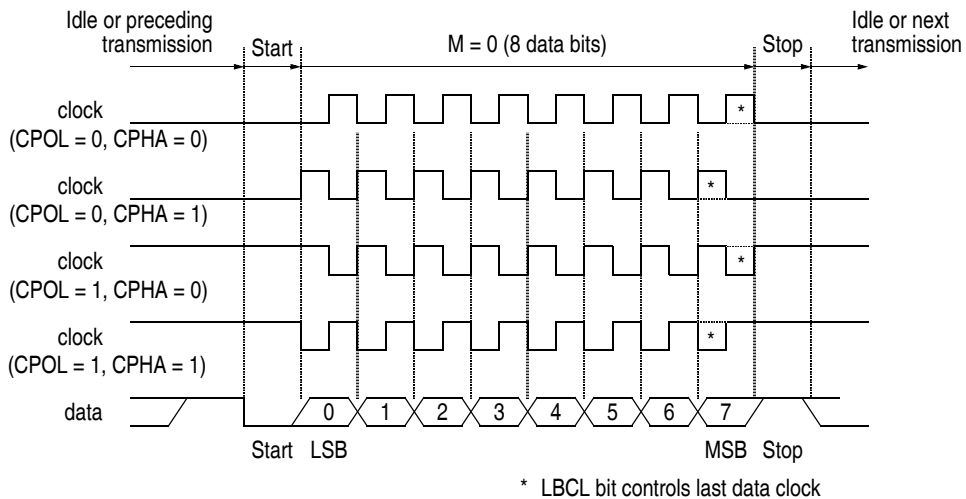 Idle or preceding
transmission
Start
M = 0 (8 data bits)
Stop
Idle or next
transmission
clock
(CPOL = 0, CPHA = 0)
*
clock
(CPOL = 0, CPHA = 1)
*
clock
(CPOL = 1, CPHA = 0)
*
clock
(CPOL = 1, CPHA = 1)
*
data
0 1 2 3 4 5 6 7
Start LSB MSB Stop
* LBCL bit controls last data clock